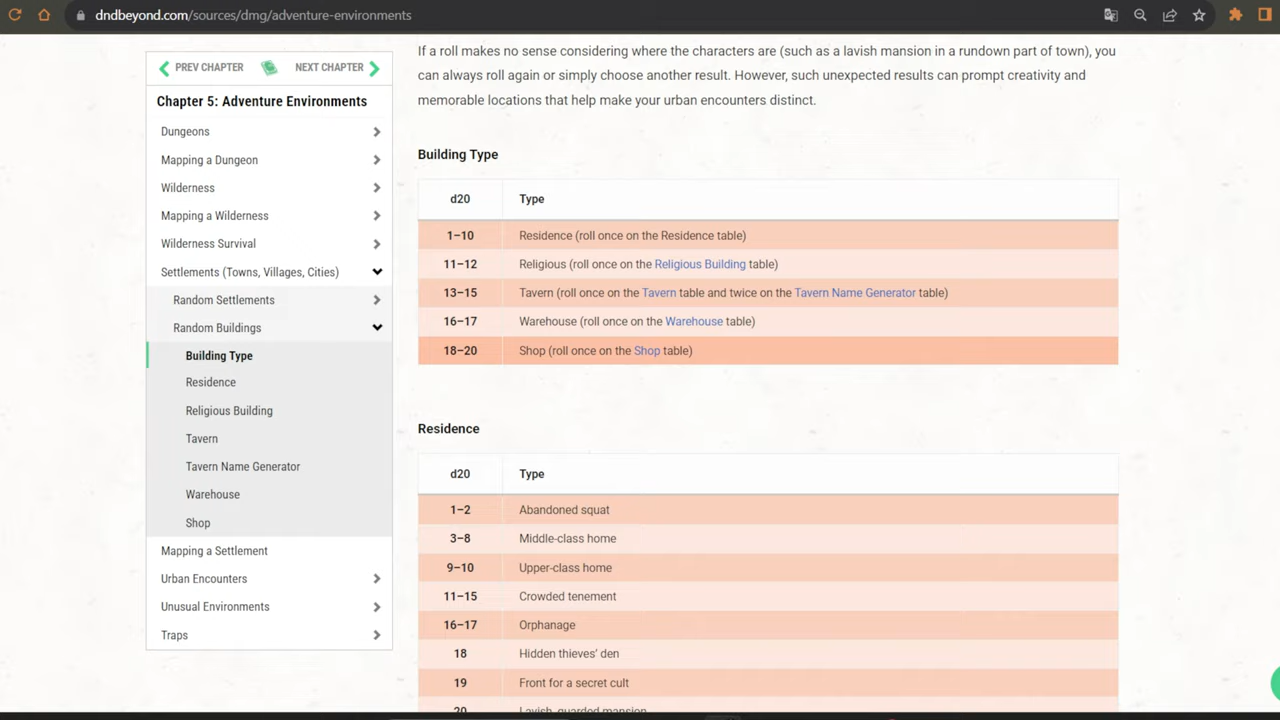 dndbeyond.com/sources/dmg/adventure-environments
PREV CHAPTER
NEXT CHAPTER
Chapter 5: Adventure Environments
Dungeons
Mapping a Dungeon
Wilderness
Mapping a Wilderness
Wilderness Survival
Settlements (Towns, Villages, Cities)
Random Settlements
Random Buildings
Building Type
Residence
Religious Building
Tavern
Tavern Name Generator
Warehouse
Shop
Mapping a Settlement
Urban Encounters
Unusual Environments
Traps
If a roll makes no sense considering where the characters are (such as a lavish mansion in a rundown part of town), you
can always roll again or simply choose another result. However, such unexpected results can prompt creativity and
memorable locations that help make your urban encounters distinct.
Building Type
d20 Type
1–10 Residence (roll once on the Residence table)
11–12 Religious (roll once on the Religious Building table)
13–15 Tavern (roll once on the Tavern table and twice on the Tavern Name Generator table)
16–17 Warehouse (roll once on the Warehouse table)
18–20 Shop (roll once on the Shop table)
Residence
d20 Type
1–2 Abandoned squat
3–8 Middle-class home
9–10 Upper-class home
11–15 Crowded tenement
16–17 Orphanage
18 Hidden thieves’ den
19 Front for a secret cult
20 Lavish, guarded mansion